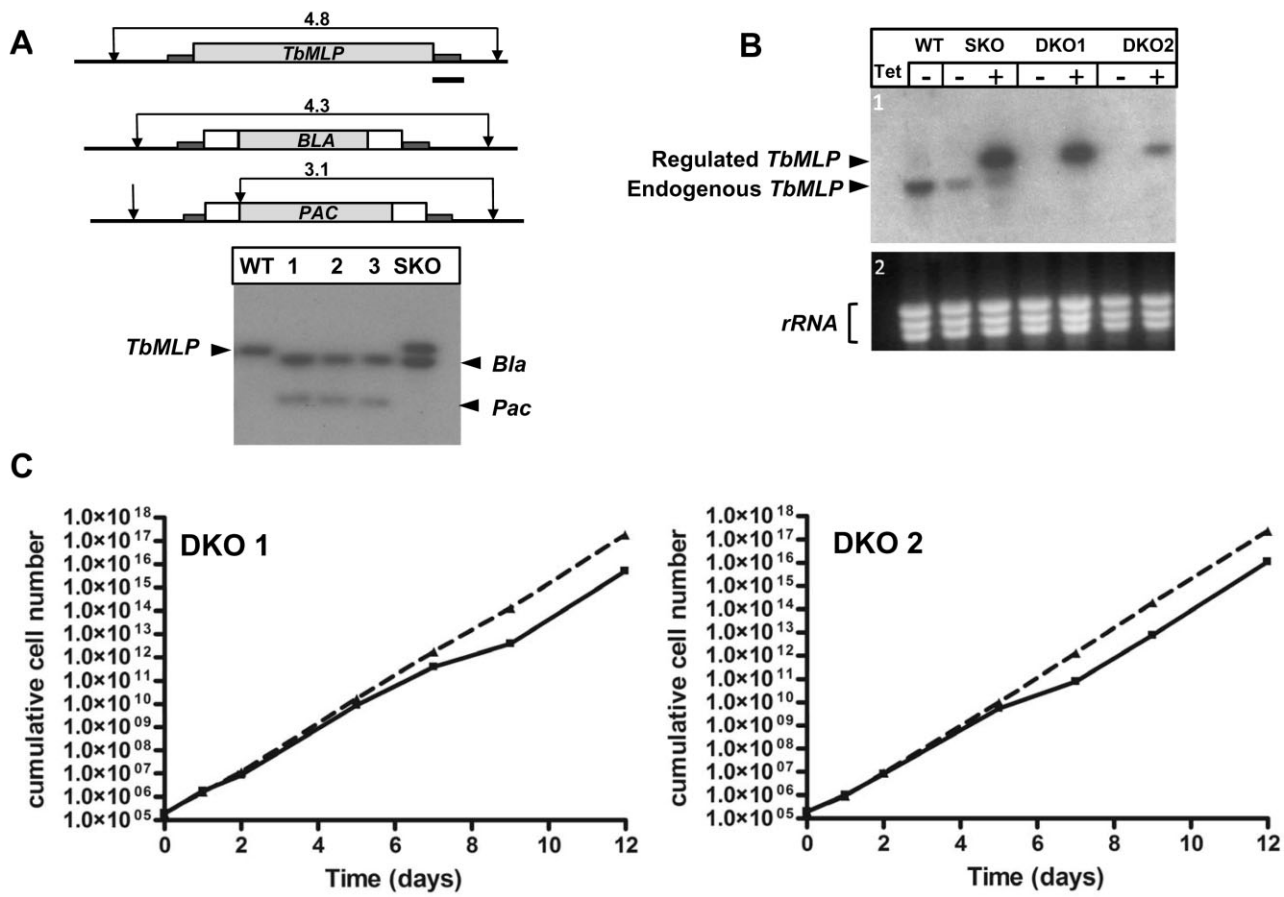 A
4.8
TbMLP
4.3
BLA
3.1
PAC
WT 1 2 3 SKO
TbMLP
Bla
Pac
B
WT SKO DKO1 DKO2
Tet - - + - + - +
1
Regulated TbMLP
Endogenous TbMLP
2
rRNA
C
DKO 1
cumulative cell number
1.0×10 18
1.0×10 17
1.0×10 16
1.0×10 15
1.0×10 14
1.0×10 13
1.0×10 12
1.0×10 11
1.0×10 10
1.0×10 09
1.0×10 08
1.0×10 07
1.0×10 06
1.0×10 05
0 2 4 6 8 10 12
Time (days)
DKO 2
cumulative cell number
1.0×10 18
1.0×10 17
1.0×10 16
1.0×10 15
1.0×10 14
1.0×10 13
1.0×10 12
1.0×10 11
1.0×10 10
1.0×10 09
1.0×10 08
1.0×10 07
1.0×10 06
1.0×10 05
0 2 4 6 8 10 12
Time (days)